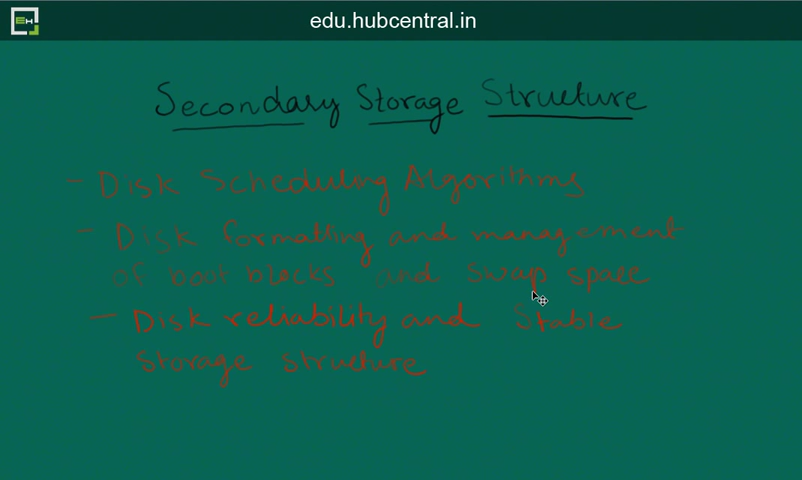 EH
edu.hubcentral.in
Secondary Storage Structure
- Disk Scheduling Algorithms
- Disk formatting and management
of boot blocks and swap space
- Disk reliability and Stable
Storage structure